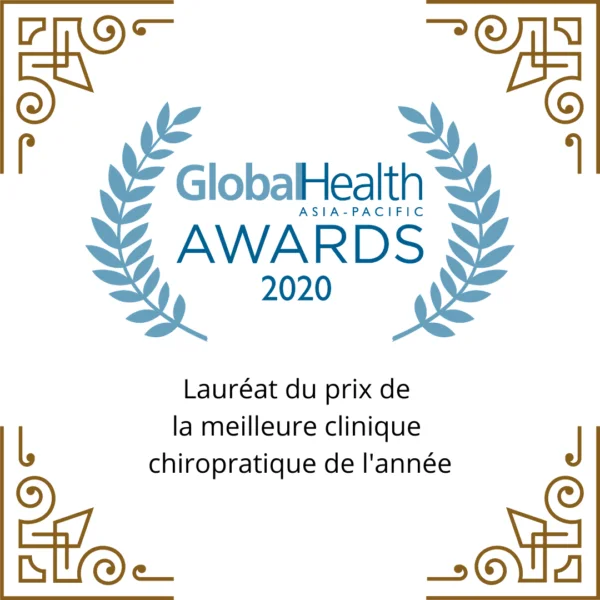 GlobalHealth
ASIA-PACIFIC
AWARDS
2020
Lauréat du prix de
la meilleure clinique
chiropratique de l'année